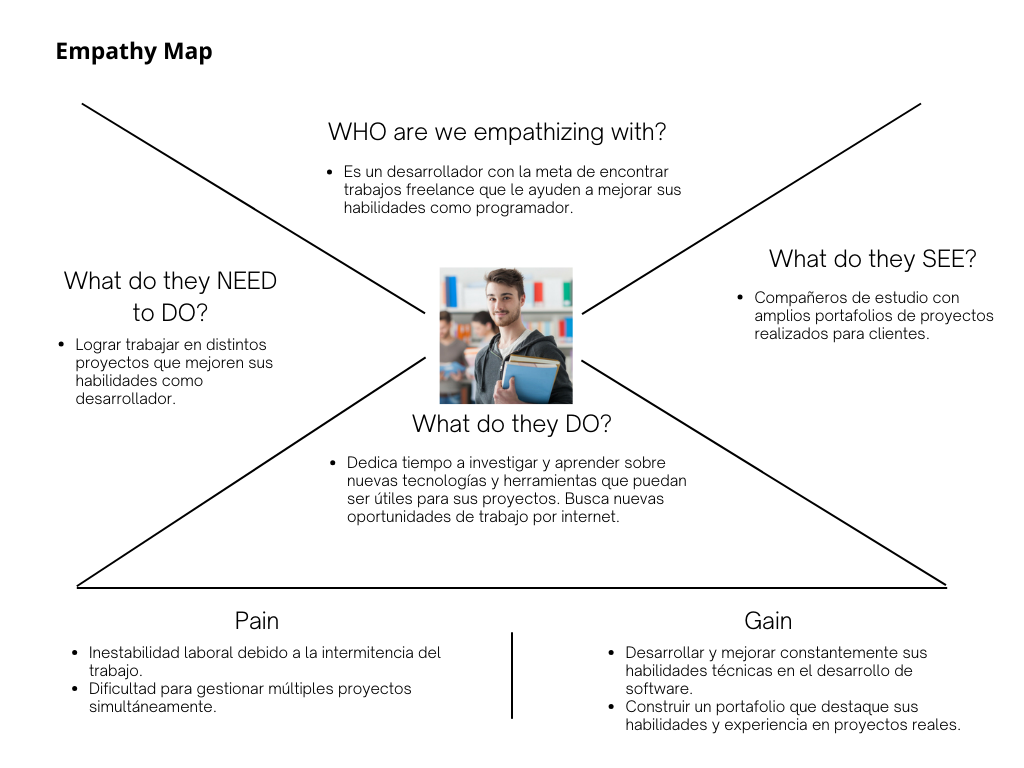 Empathy Map
WHO are we empathizing with?
• Es un desarrollador con la meta de encontrar
trabajos freelance que le ayuden a mejorar sus
habilidades como programador.
What do they NEED
to DO?
• Lograr trabajar en distintos
proyectos que mejoren sus
habilidades como
desarrollador.
What do they SEE?
• Compañeros de estudio con
amplios portafolios de proyectos
realizados para clientes.
What do they DO?
• Dedica tiempo a investigar y aprender sobre
nuevas tecnologías y herramientas que puedan
ser útiles para sus proyectos. Busca nuevas
oportunidades de trabajo por internet.
Pain
• Inestabilidad laboral debido a la intermitencia del
trabajo.
• Dificultad para gestionar múltiples proyectos
simultáneamente.
Gain
• Desarrollar y mejorar constantemente sus
habilidades técnicas en el desarrollo de
software.
• Construir un portafolio que destaque sus
habilidades y experiencia en proyectos reales.